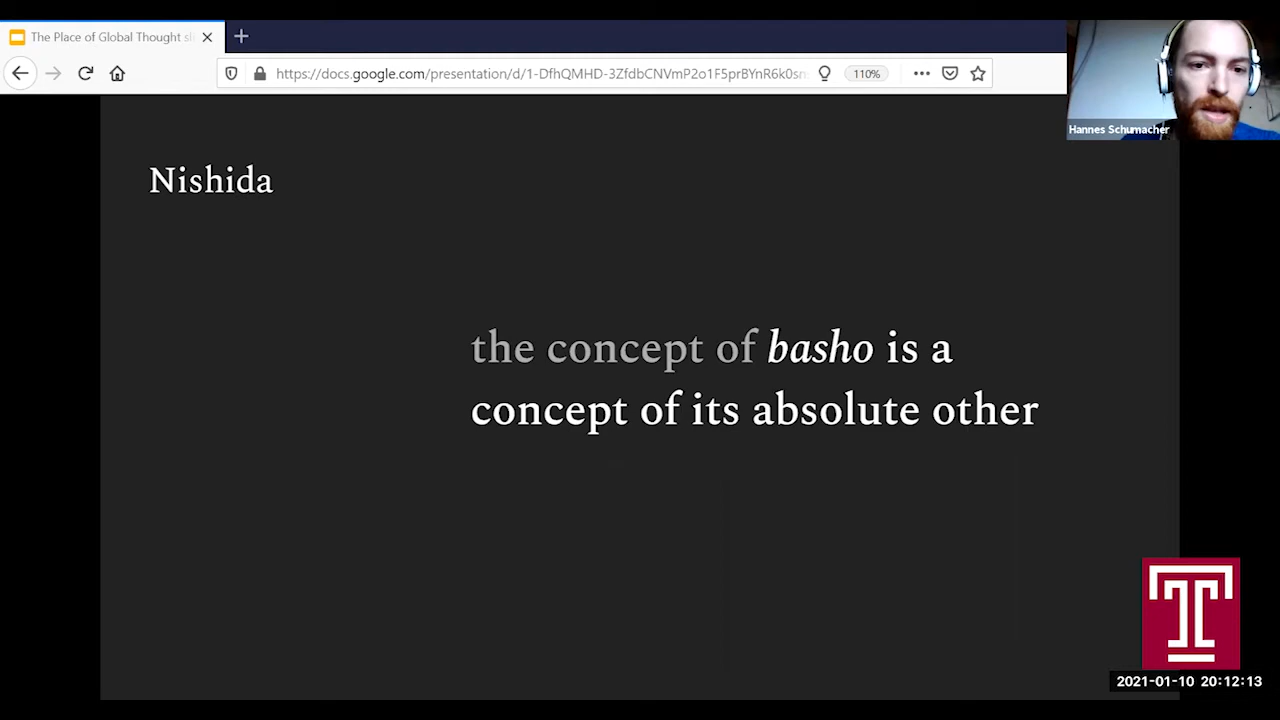 The Place of Global Thought sl
https://docs.google.com/presentation/d/1-DfhQMHD-3ZfdbCNVmP2o1F5prBYnR6k0sn
110%
Hannes Schumacher
Nishida
the concept of basho is a
concept of its absolute other
T
2021-01-10 20:12:13